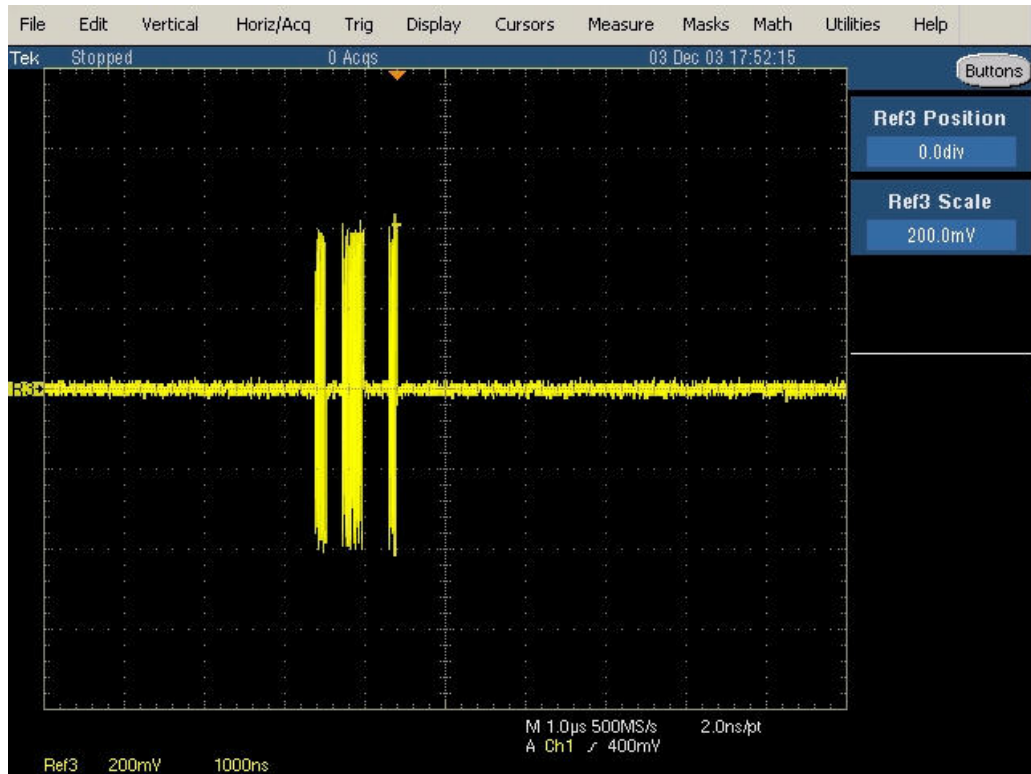 File Edit Vertical Horiz/Acq Trig Display Cursors Measure Masks Math Utilities Help
Tek Stopped 0 Acqs 03 Dec 03 17:52:15
Buttons
Ref3 Position
0.0div
Ref3 Scale
200.0mV
R3
M 1.0µs 500MS/s 2.0ns/pt
A Ch1 400mV
Ref3 200mV 1000ns